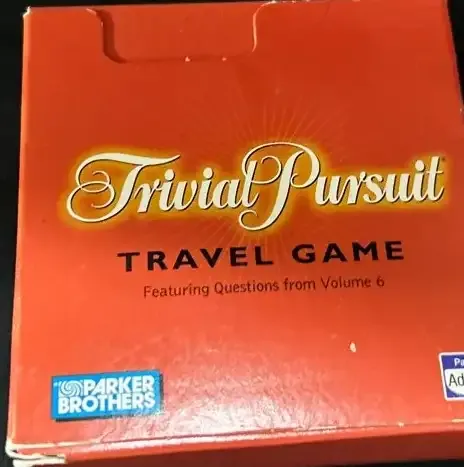 Trivial Pursuit
TRAVEL GAME
Featuring Questions from Volume 6
PARKER
BROTHERS